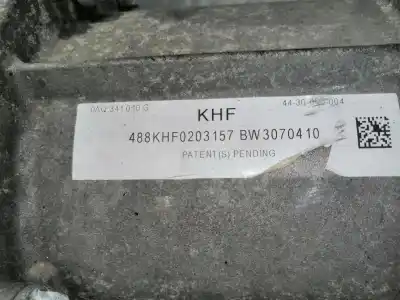 KHF
488KHF0203157 BW3070410
PATENT(S) PENDING